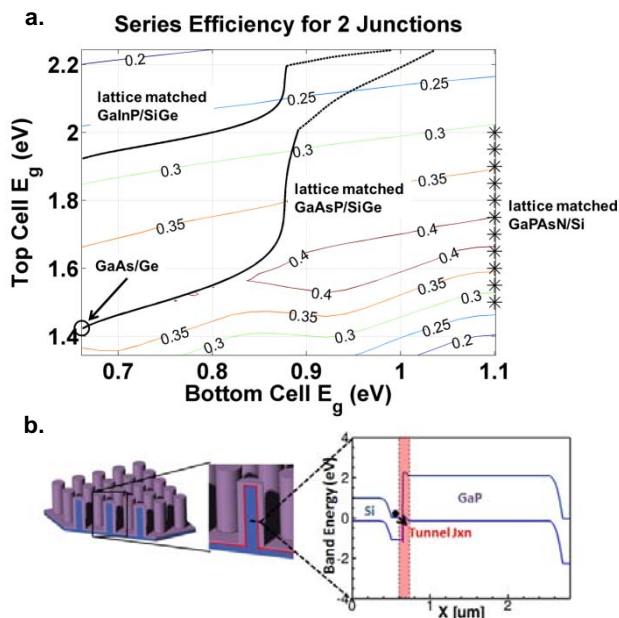 a.
Series Efficiency for 2 Junctions
2.2
2
1.8
1.6
1.4
Top Cell Eg (eV)
0.2
lattice matched
GaInP/SiGe
0.25
0.25
0.3
0.3
lattice matched
GaAsP/SiGe
0.35
0.35
lattice matched
GaPAsN/Si
GaAs/Ge
0.4
0.4
0.4
0.35
0.35
0.3
0.3
0.25
0.2
0.7
0.8
0.9
1
1.1
Bottom Cell Eg (eV)
b.
Band Energy (eV)
4
2
0
-2
-4
Si
GaP
Tunnel Jxn
0
1
2
X [um]